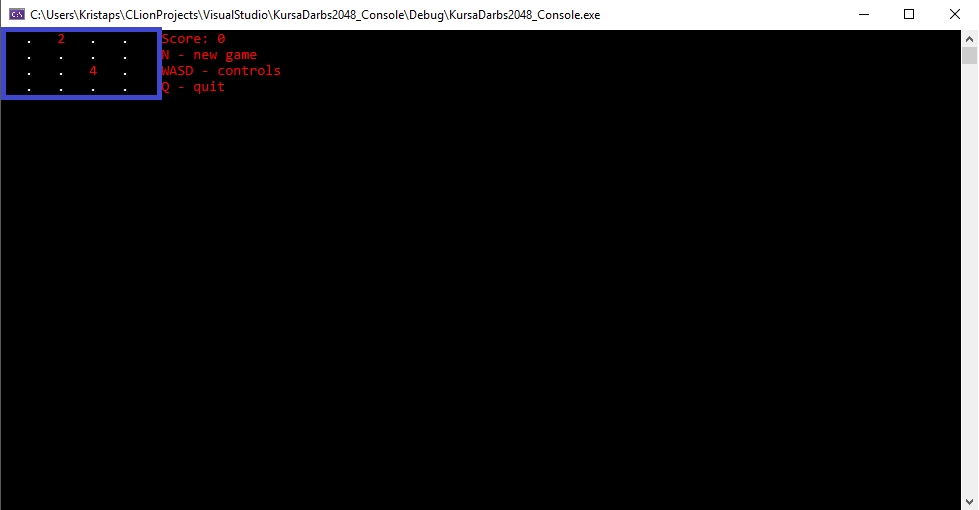 C:\Users\Kristaps\CLionProjects\VisualStudio\KursaDarbs2048_Console\Debug\KursaDarbs2048_Console.exe
. 2 . . Score: 0
. . . . N - new game
. . 4 . WASD - controls
. . . . Q - quit